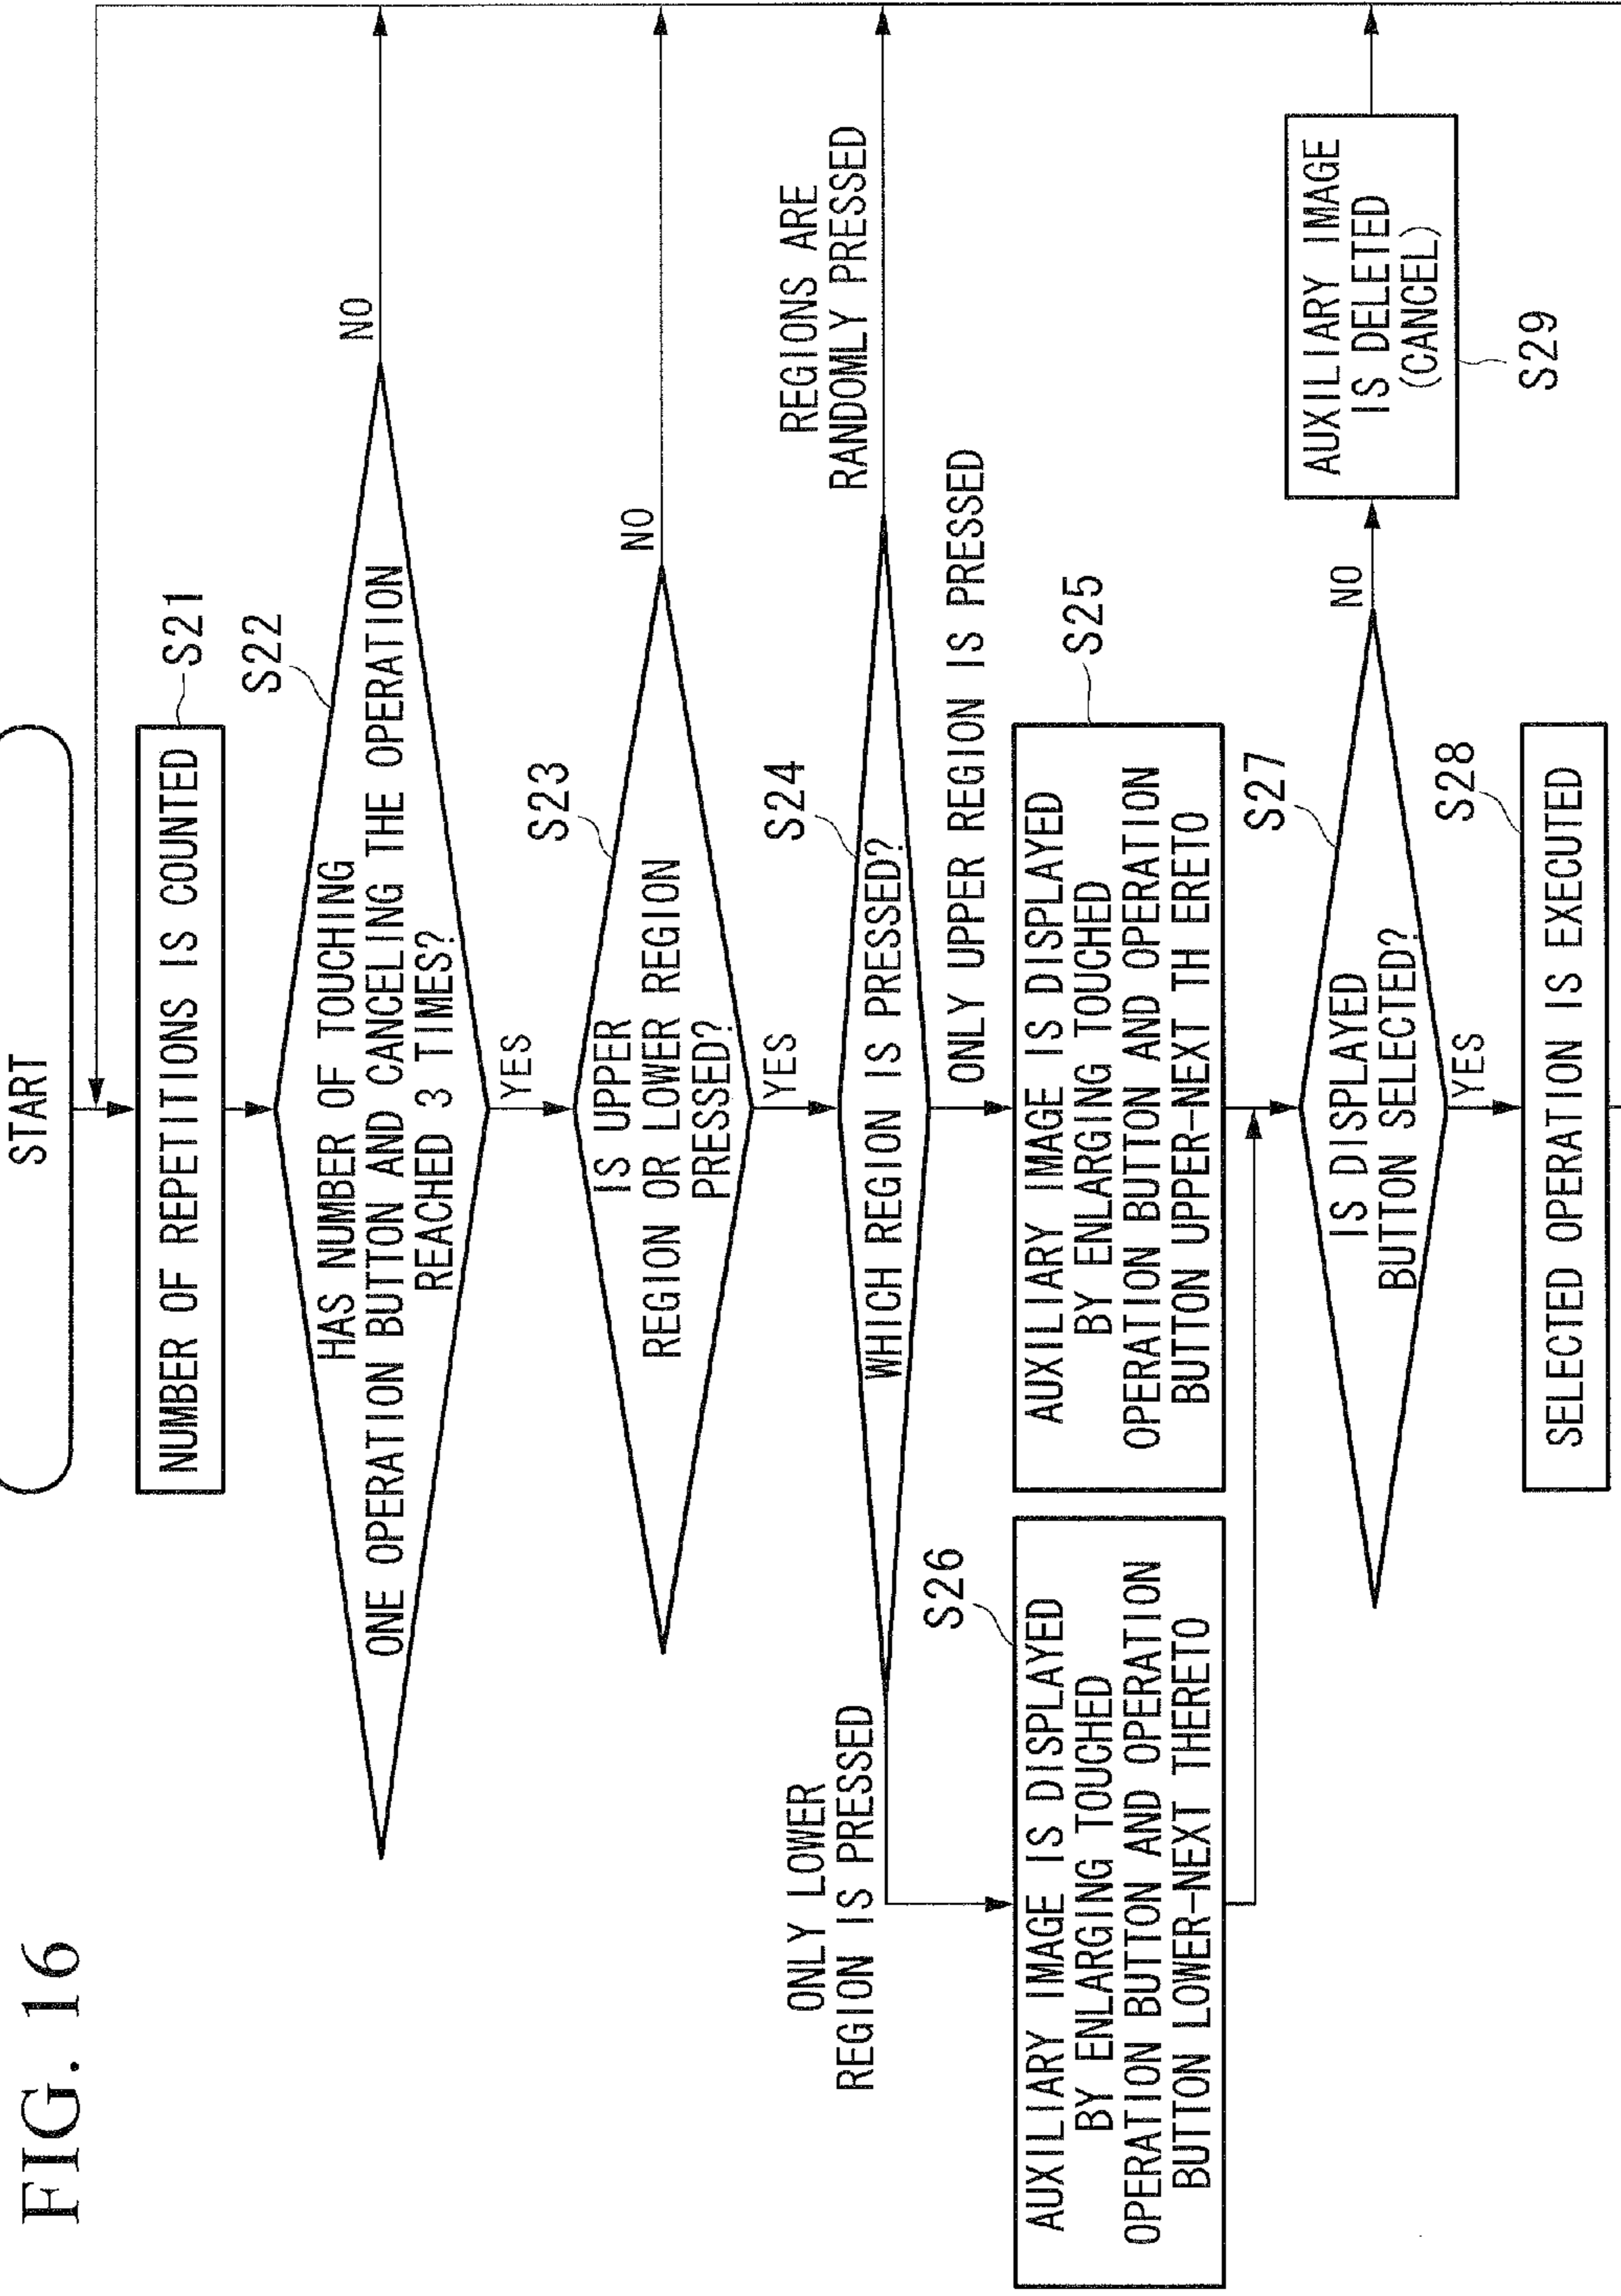 FIG. 16
START
NUMBER OF REPETITIONS IS COUNTED
S21
HAS NUMBER OF TOUCHING
ONE OPERATION BUTTON AND CANCELING THE OPERATION
REACHED 3 TIMES?
S22
NO
YES
IS UPPER
REGION OR LOWER REGION
PRESSED?
S23
NO
YES
WHICH REGION IS PRESSED?
S24
REGIONS ARE
RANDOMLY PRESSED
ONLY LOWER
REGION IS PRESSED
ONLY UPPER REGION IS PRESSED
S26
AUXILIARY IMAGE IS DISPLAYED
BY ENLARGING TOUCHED
OPERATION BUTTON AND OPERATION
BUTTON LOWER-NEXT THERETO
AUXILIARY IMAGE IS DISPLAYED
BY ENLARGING TOUCHED
OPERATION BUTTON AND OPERATION
BUTTON UPPER-NEXT TH ERETO
S25
IS DISPLAYED
BUTTON SELECTED?
S27
NO
AUXILIARY IMAGE
IS DELETED
(CANCEL)
S29
YES
SELECTED OPERATION IS EXECUTED
S28